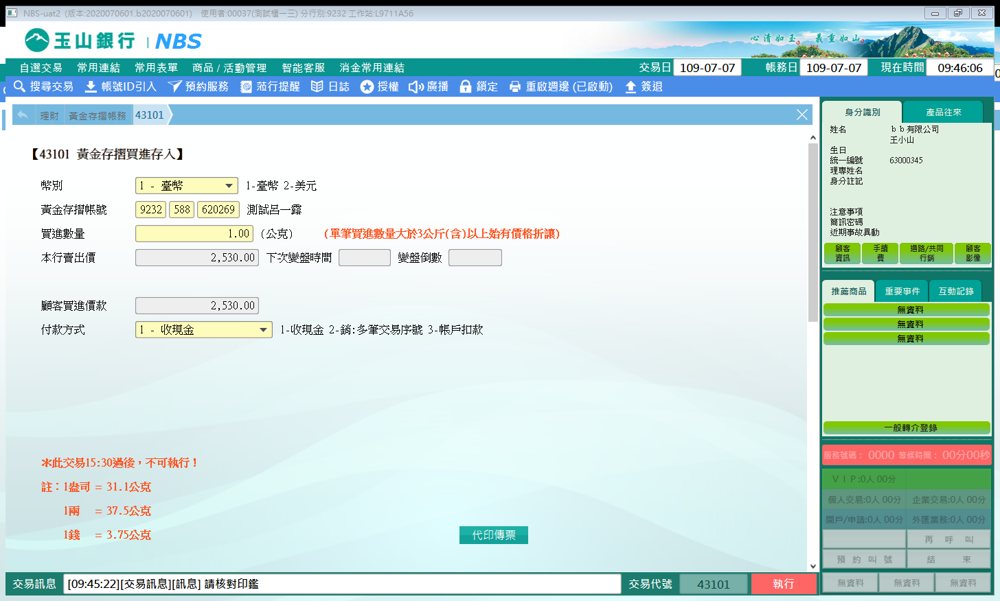 NBS-uat2 (版本:2020070601.b2020070601) 使用者:00037(測試櫃一三) 分行別:9232 工作站:L9711A56
玉山銀行 | NBS
心清如玉。義重如山。
自選交易 常用連結 常用表單 商品 / 活動管理 智能客服 消金常用連結 交易日 109-07-07 帳務日 109-07-07 現在時間 09:46:06
搜尋交易 帳號ID引入 預約服務 蒞行提醒 日誌 授權 廣播 鎖定 重啟週邊 (已啟動) 簽退
理財 黃金存摺帳務 43101
【43101 黃金存摺買進存入】
幣別 1 - 臺幣 1-臺幣 2-美元
黃金存摺帳號 9232 588 620269 測試呂一露
買進數量 1.00 (公克) (單筆買進數量大於3公斤(含)以上始有價格折讓)
本行賣出價 2,530.00 下次變盤時間 變盤倒數
顧客買進價款 2,530.00
付款方式 1 - 收現金 1-收現金 2-銷:多筆交易序號 3-帳戶扣款
＊此交易15:30過後，不可執行！
註：1盎司 = 31.1公克
1兩 = 37.5公克
1錢 = 3.75公克
代印傳票
交易訊息 [09:45:22][交易訊息][訊息] 請核對印鑑 交易代號 43101 執行
身分識別 產品往來
姓名 ｂｂ有限公司
王小山
生日
統一編號 63000345
理專姓名
身分註記
注意事項
簡訊密碼
近期事故異動
顧客資訊 手續費 通路/共同行銷 顧客影像
推薦商品 重要事件 互動記錄
無資料
無資料
無資料
一般轉介登錄
服務號碼： 0000 等候時間： 00分00秒
ＶＩＰ:0人 00分
個人交易:0人 00分 企業交易:0人 00分
開戶/申請:0人 00分 外匯業務:0人 00分
再 呼 叫
預 約 叫 號 結 束
無資料 無資料 無資料